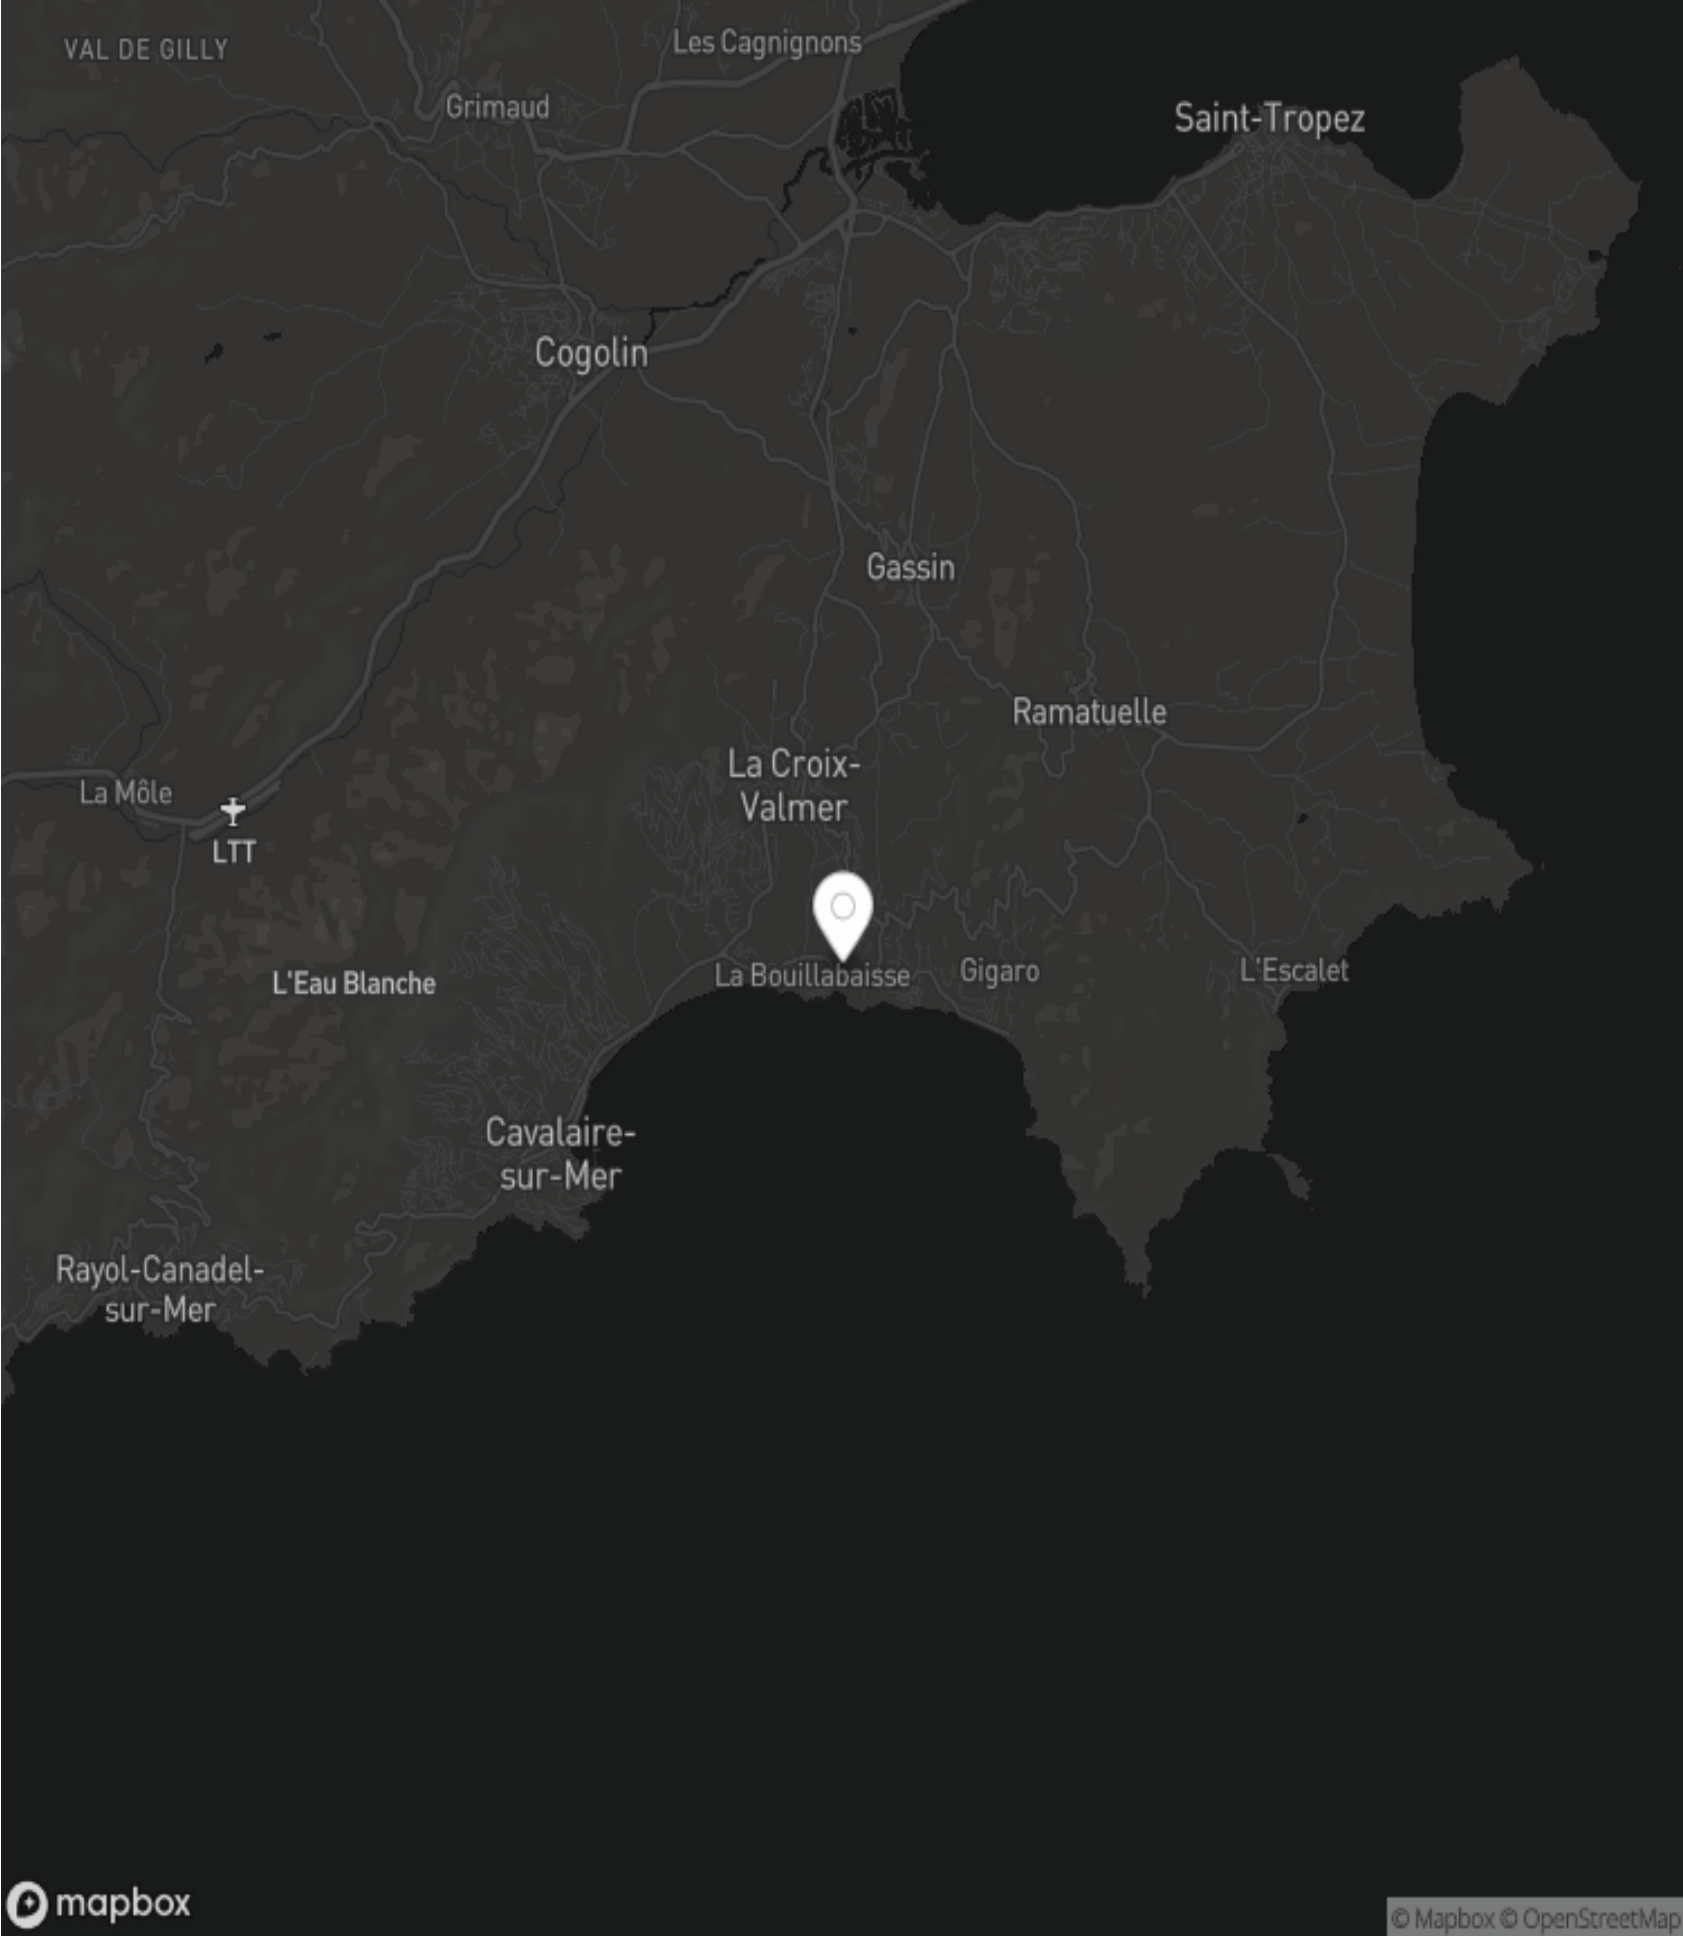 Les Cagnignons
VAL DE GILLY
Grimaud
Saint-Tropez
Cogolin
Gassin
Ramatuelle
La Croix-
Valmer
La Môle
LTT
La Bouillabaisse
Gigaro
L'Escalet
L'Eau Blanche
Cavalaire-
sur-Mer
Rayol-Canadel-
sur-Mer
mapbox
© Mapbox © OpenStreetMap